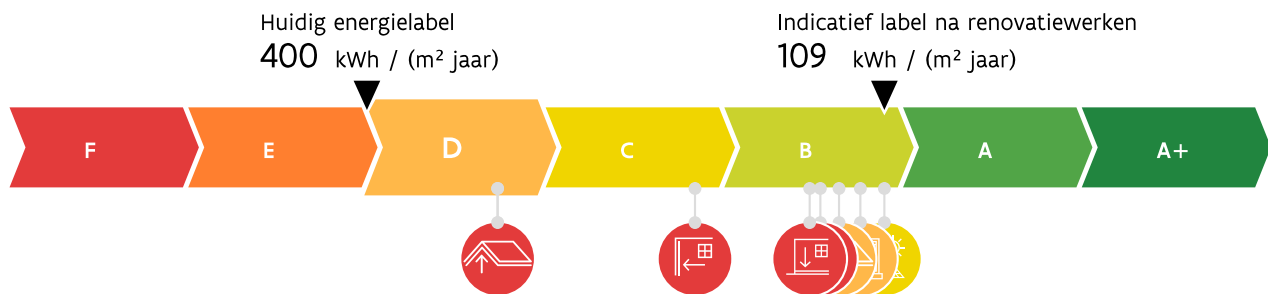 Huidig energielabel
400 kWh / (m² jaar)
Indicatief label na renovatiewerken
109 kWh / (m² jaar)
F E D C B A A+